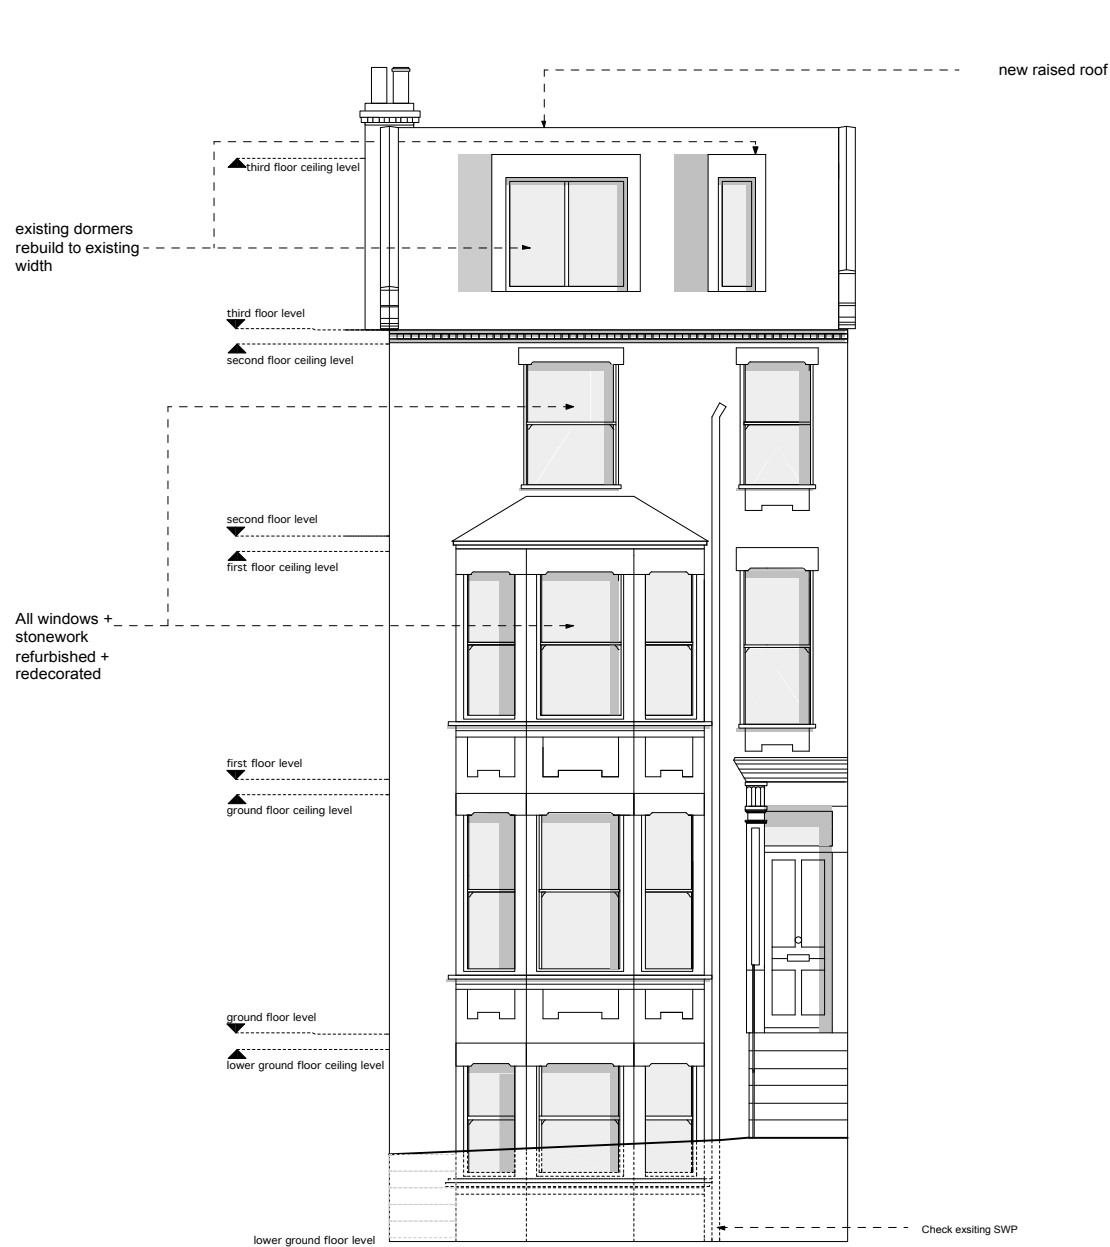 new raised roof
third floor ceiling level
existing dormers
rebuild to existing
width
third floor level
second floor ceiling level
second floor level
first floor ceiling level
All windows +
stonework
refurbished +
redecorated
first floor level
ground floor ceiling level
ground floor level
lower ground floor ceiling level
Check exsiting SWP
lower ground floor level